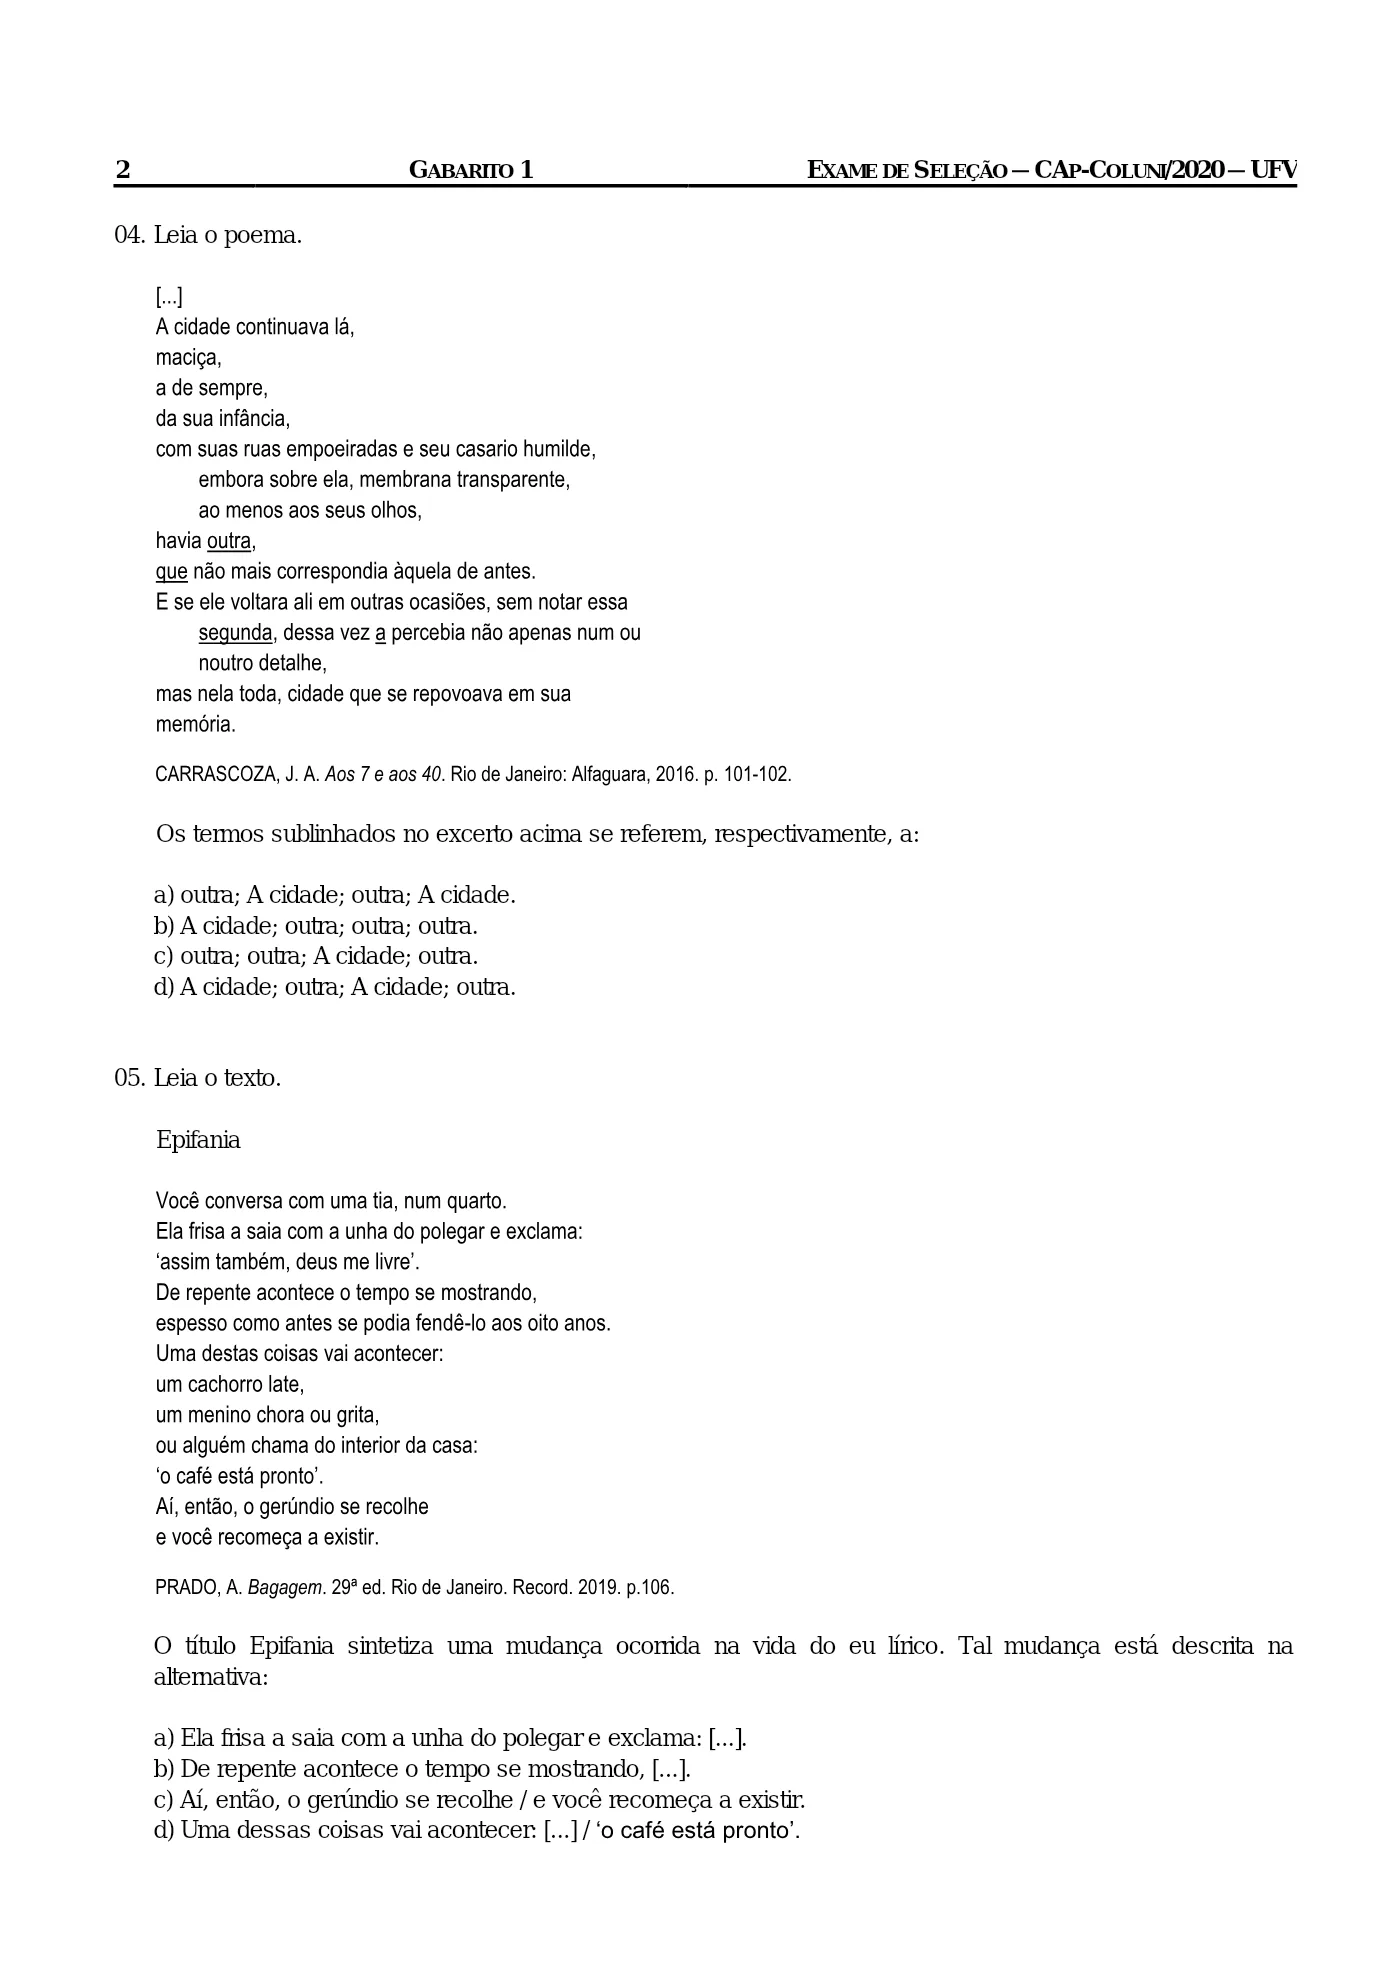 2 GABARITO 1 EXAME DE SELEÇÃO — CAP-COLUNI/2020 — UFV
04. Leia o poema.
[...]
A cidade continuava lá,
maciça,
a de sempre,
da sua infância,
com suas ruas empoeiradas e seu casario humilde,
embora sobre ela, membrana transparente,
ao menos aos seus olhos,
havia outra,
que não mais correspondia àquela de antes.
E se ele voltara ali em outras ocasiões, sem notar essa
segunda, dessa vez a percebia não apenas num ou
noutro detalhe,
mas nela toda, cidade que se repovoava em sua
memória.
CARRASCOZA, J. A. Aos 7 e aos 40. Rio de Janeiro: Alfaguara, 2016. p. 101-102.
Os termos sublinhados no excerto acima se referem, respectivamente, a:
a) outra; A cidade; outra; A cidade.
b) A cidade; outra; outra; outra.
c) outra; outra; A cidade; outra.
d) A cidade; outra; A cidade; outra.
05. Leia o texto.
Epifania
Você conversa com uma tia, num quarto.
Ela frisa a saia com a unha do polegar e exclama:
‘assim também, deus me livre’.
De repente acontece o tempo se mostrando,
espesso como antes se podia fendê-lo aos oito anos.
Uma destas coisas vai acontecer:
um cachorro late,
um menino chora ou grita,
ou alguém chama do interior da casa:
‘o café está pronto’.
Aí, então, o gerúndio se recolhe
e você recomeça a existir.
PRADO, A. Bagagem. 29ª ed. Rio de Janeiro. Record. 2019. p.106.
O título Epifania sintetiza uma mudança ocorrida na vida do eu lírico. Tal mudança está descrita na
alternativa:
a) Ela frisa a saia com a unha do polegar e exclama: [...].
b) De repente acontece o tempo se mostrando, [...].
c) Aí, então, o gerúndio se recolhe / e você recomeça a existir.
d) Uma dessas coisas vai acontecer: [...] / ‘o café está pronto’.